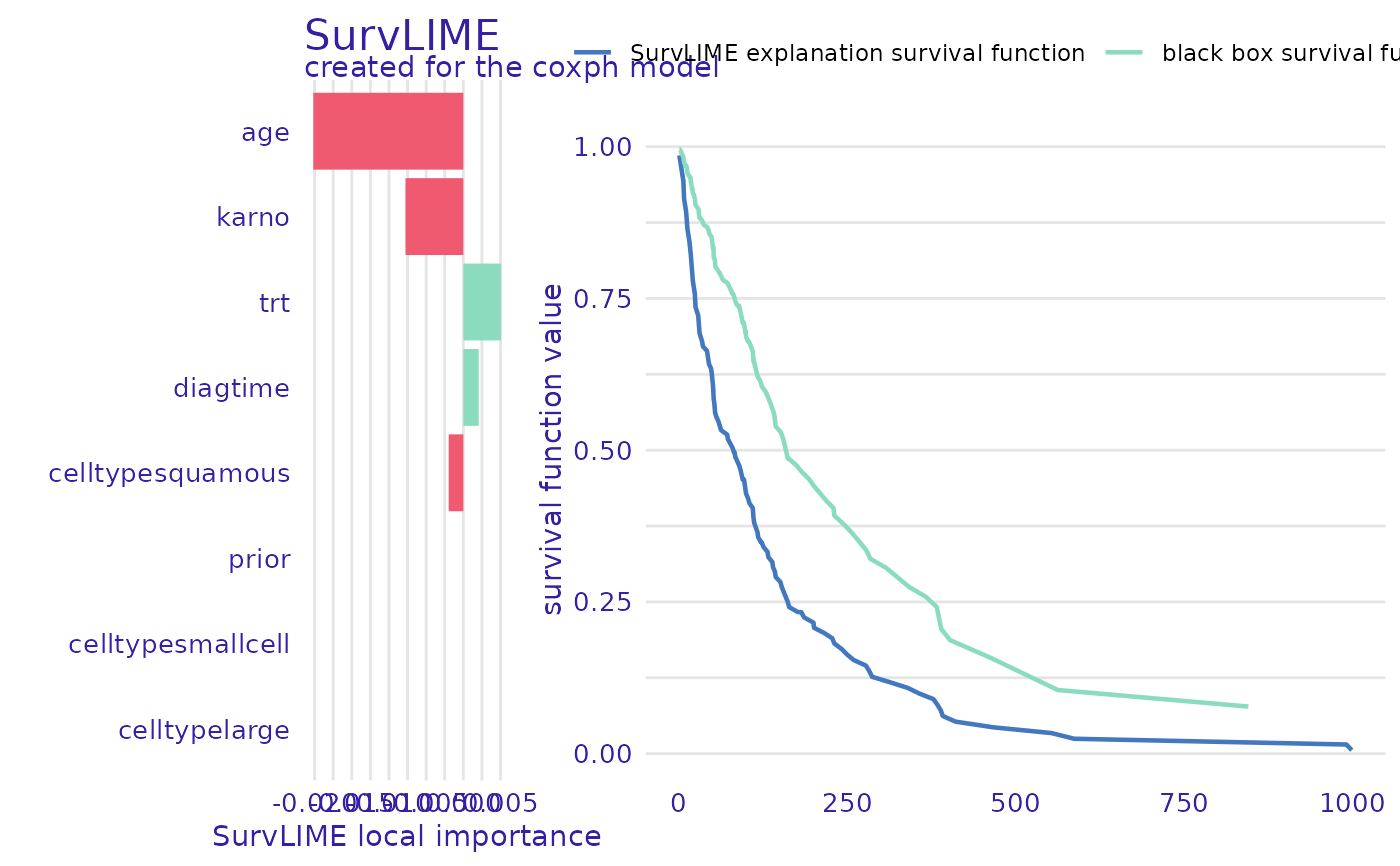 SurvLIME
created for the coxph model
SurvLIME explanation survival function
black box survival fu
age
karno
trt
diagtime
celltypesquamous
prior
celltypesmallcell
celltypelarge
SurvLIME local importance
survival function value
1.00
0.75
0.50
0.25
0.00
0 250 500 750 1000